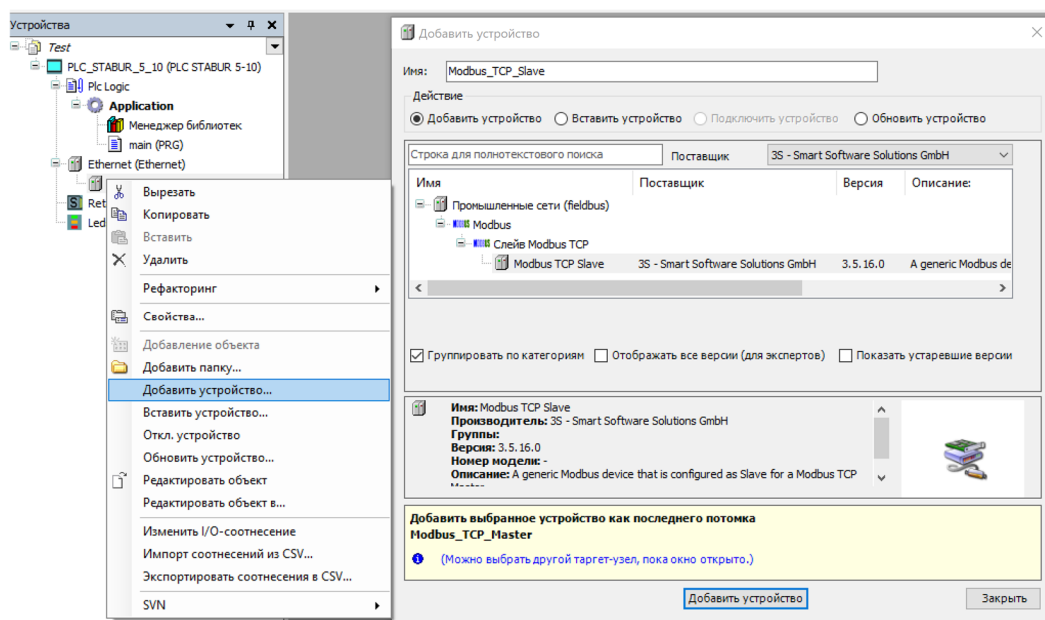 Устройства
Test
PLC_STABUR_5_10 (PLC STABUR 5-10)
Plc Logic
Application
Менеджер библиотек
main (PRG)
Ethernet (Ethernet)
Ret
Led
Вырезать
Копировать
Вставить
Удалить
Рефакторинг
Свойства...
Добавление объекта
Добавить папку...
Добавить устройство...
Вставить устройство...
Откл. устройство
Обновить устройство...
Редактировать объект
Редактировать объект в...
Изменить I/O-соотнесение
Импорт соотнесений из CSV...
Экспортировать соотнесения в CSV...
SVN
Добавить устройство
Имя: Modbus_TCP_Slave
Действие
Добавить устройство Вставить устройство Подключить устройство Обновить устройство
Строка для полнотекстового поиска Поставщик 3S - Smart Software Solutions GmbH
Имя Поставщик Версия Описание:
Промышленные сети (fieldbus)
Modbus
Слейв Modbus TCP
Modbus TCP Slave 3S - Smart Software Solutions GmbH 3.5.16.0 A generic Modbus de
Группировать по категориям Отображать все версии (для экспертов) Показать устаревшие версии
Имя: Modbus TCP Slave
Производитель: 3S - Smart Software Solutions GmbH
Группы:
Версия: 3.5.16.0
Номер модели: -
Описание: A generic Modbus device that is configured as Slave for a Modbus TCP
Добавить выбранное устройство как последнего потомка
Modbus_TCP_Master
(Можно выбрать другой таргет-узел, пока окно открыто.)
Добавить устройство Закрыть